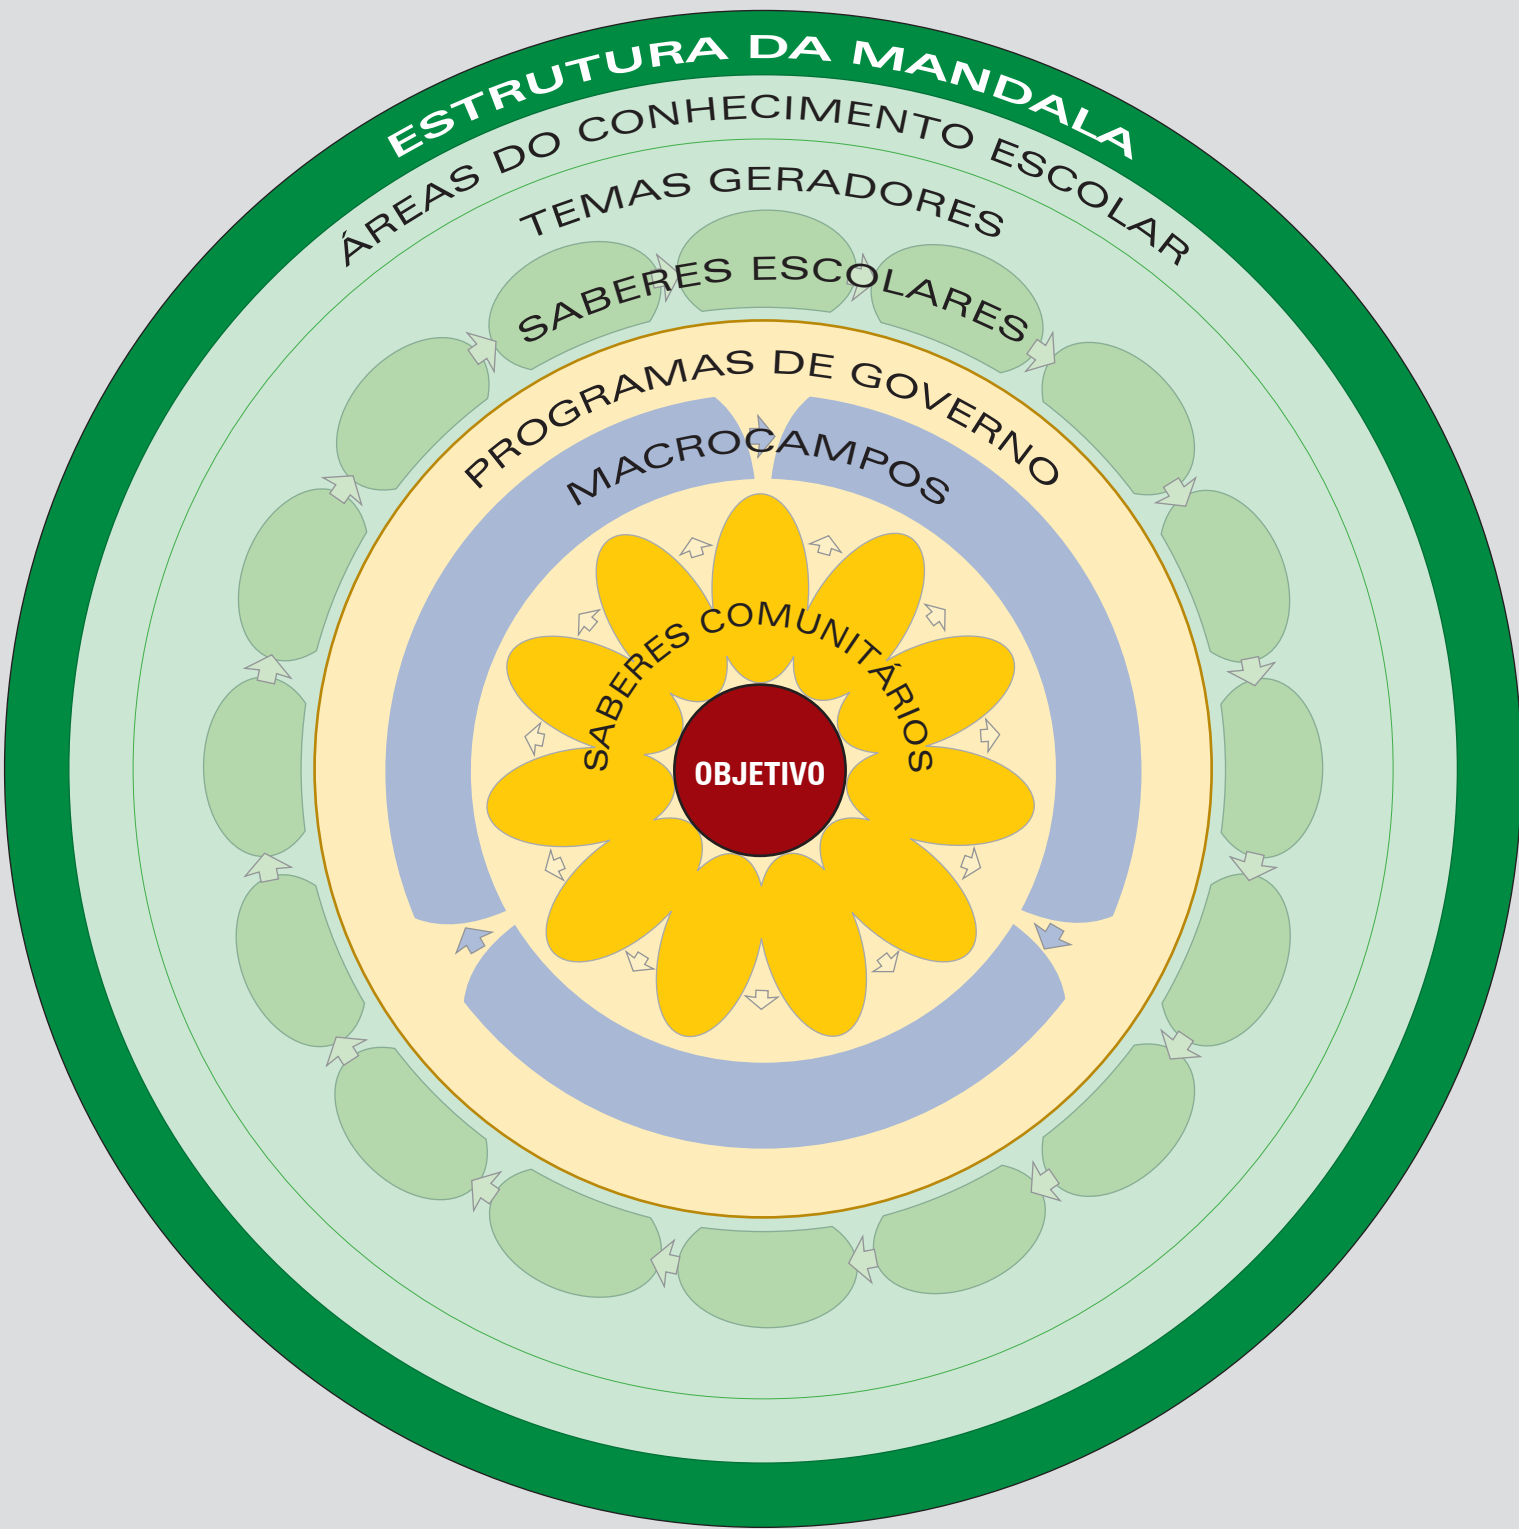 ESTRUTURA DA MANDALA
ÁREAS DO CONHECIMENTO ESCOLAR
TEMAS GERADORES
SABERES ESCOLARES
PROGRAMAS DE GOVERNO
MACROCAMPOS
SABERES COMUNITÁRIOS
OBJETIVO